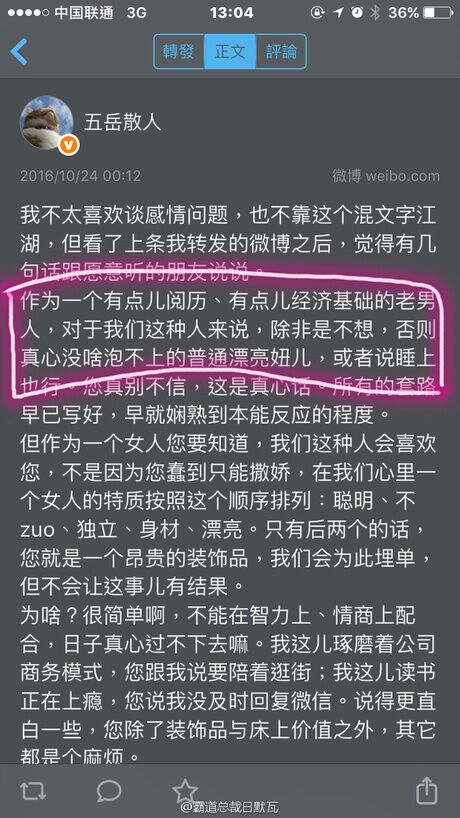 中国联通 3G 13:04 36%
轉發 正文 評論
五岳散人
2016/10/24 00:12 微博 weibo.com
我不太喜欢谈感情问题，也不靠这个混文字江
湖，但看了上条我转发的微博之后，觉得有几
句话跟愿意听的朋友说说。
作为一个有点儿阅历、有点儿经济基础的老男
人，对于我们这种人来说，除非是不想，否则
真心没啥泡不上的普通漂亮妞儿，或者说睡上
也行。您真别不信，这是真心话。所有的套路
早已写好，早就娴熟到本能反应的程度。
但作为一个女人您要知道，我们这种人会喜欢
您，不是因为您蠢到只能撒娇，在我们心里一
个女人的特质按照这个顺序排列：聪明、不
zuo、独立、身材、漂亮。只有后两个的话，
您就是一个昂贵的装饰品，我们会为此埋单，
但不会让这事儿有结果。
为啥？很简单啊，不能在智力上、情商上配
合，日子真心过不下去嘛。我这儿琢磨着公司
商务模式，您跟我说要陪着逛街；我这儿读书
正在上瘾，您说我没及时回复微信。说得更直
白一些，您除了装饰品与床上价值之外，其它
都是个麻烦。
@霸道总裁日默瓦